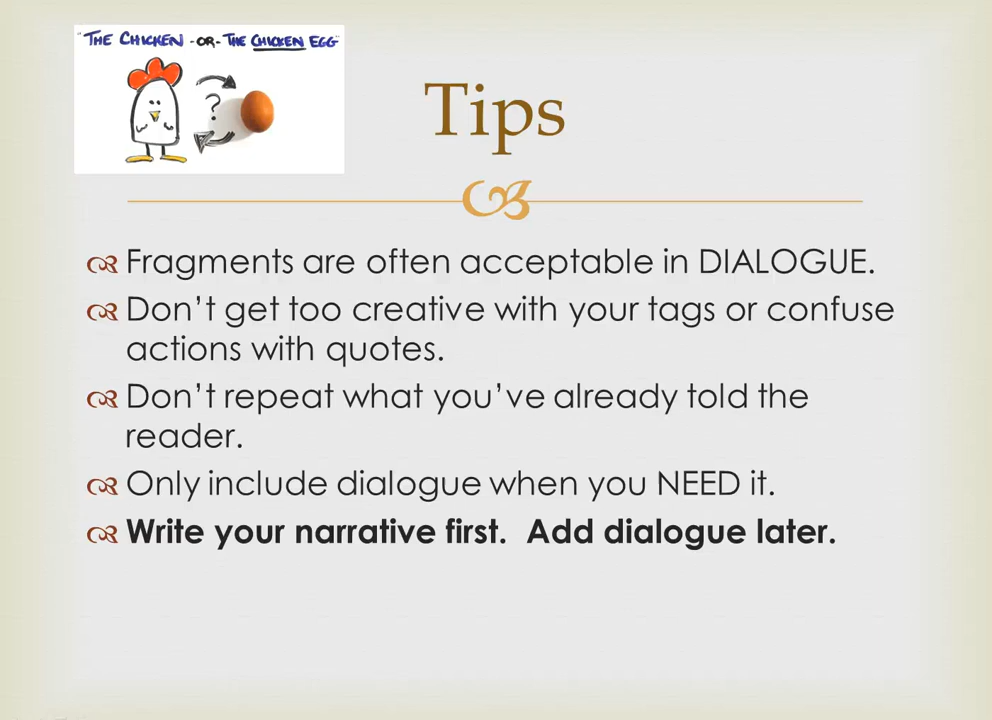 "THE CHICKEN -OR- THE CHICKEN EGG"
?
Tips
Fragments are often acceptable in DIALOGUE.
Don't get too creative with your tags or confuse
actions with quotes.
Don't repeat what you've already told the
reader.
Only include dialogue when you NEED it.
Write your narrative first.  Add dialogue later.